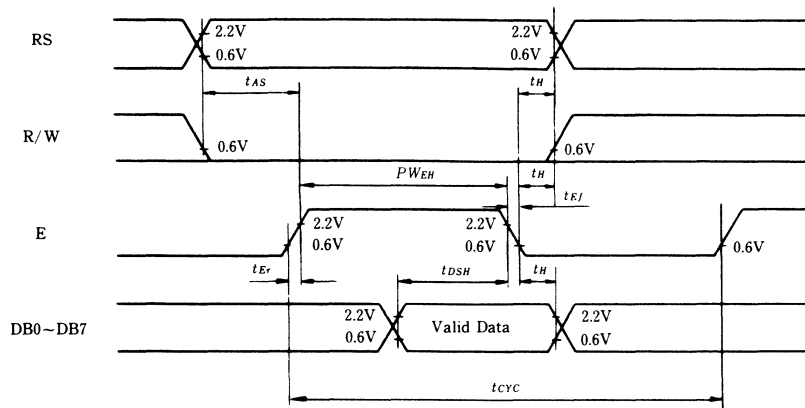 RS
2.2V
0.6V
2.2V
0.6V
tAS
tH
R/W
0.6V
0.6V
PWEH
tH
tEf
E
2.2V
0.6V
2.2V
0.6V
0.6V
tEr
tDSH
tH
DB0~DB7
2.2V
0.6V
Valid Data
2.2V
0.6V
tCYC